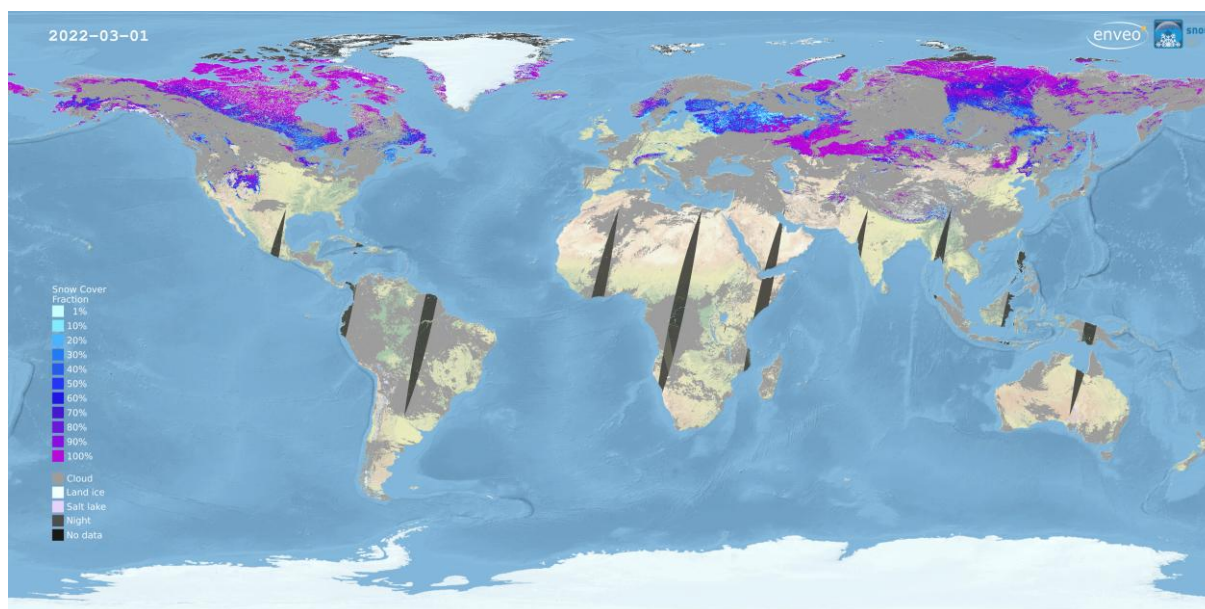 2022-03-01
enveo
snow
Snow Cover
Fraction
1%
10%
20%
30%
40%
50%
60%
70%
80%
90%
100%
Cloud
Land ice
Salt lake
Night
No data